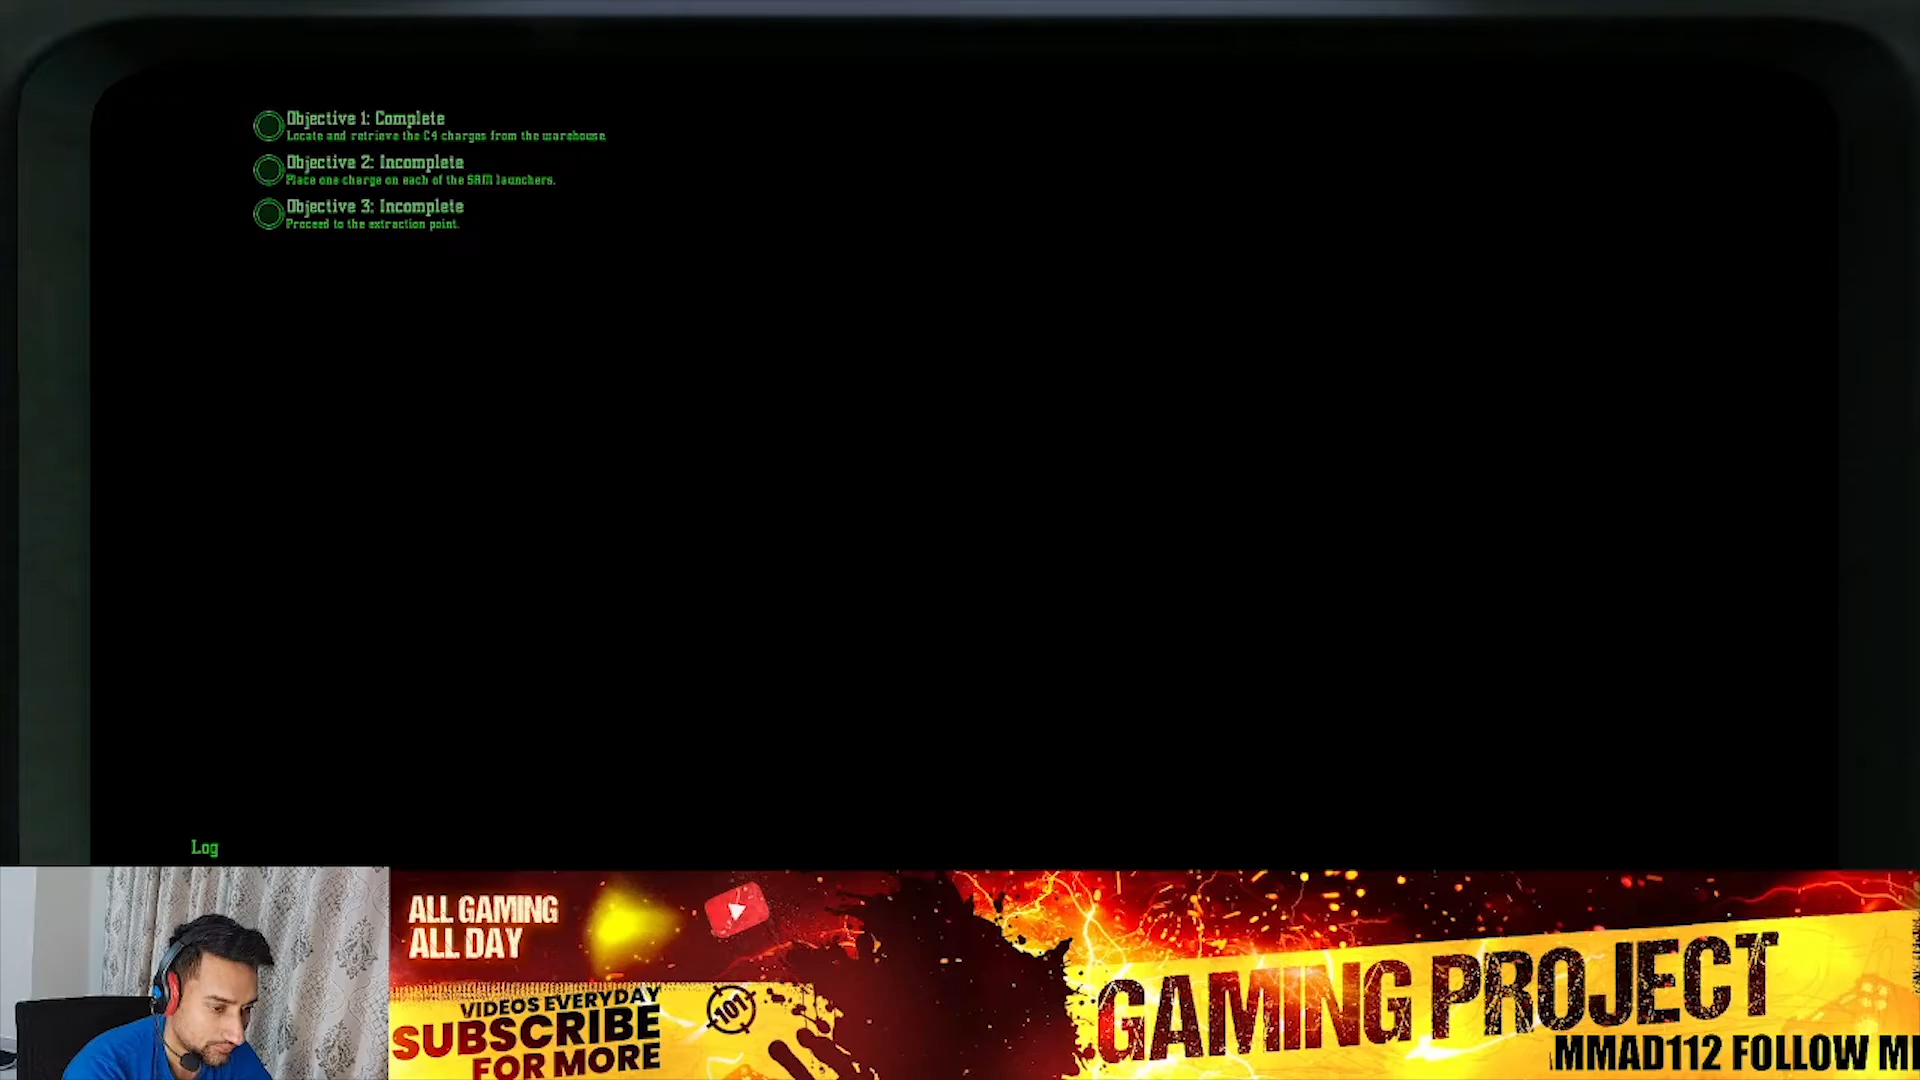 Objective 1: Complete
Locate and retrieve the C4 charges from the warehouse.
Objective 2: Incomplete
Place one charge on each of the SAM launchers.
Objective 3: Incomplete
Proceed to the extraction point.
Log
ALL GAMING
ALL DAY
VIDEOS EVERYDAY
SUBSCRIBE
FOR MORE
101
GAMING PROJECT
MMAD112 FOLLOW